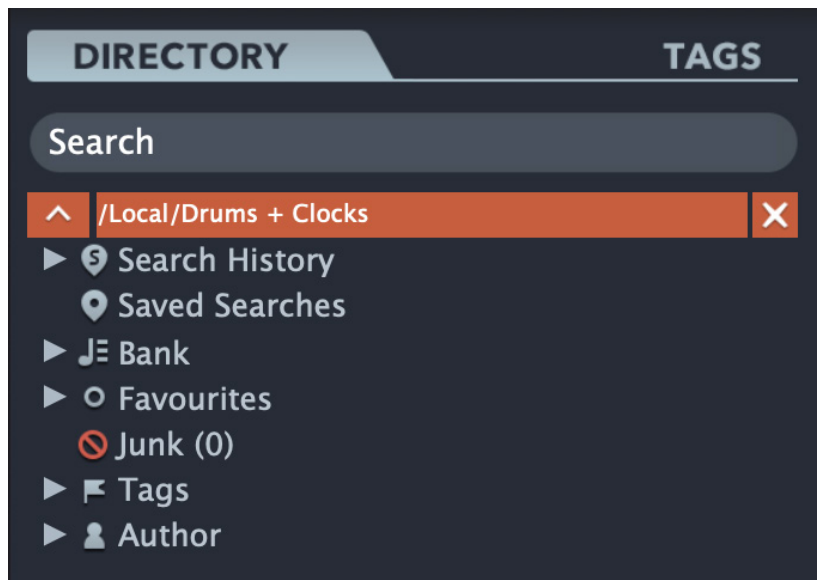 DIRECTORY TAGS
Search
/Local/Drums + Clocks
Search History
Saved Searches
Bank
Favourites
Junk (0)
Tags
Author